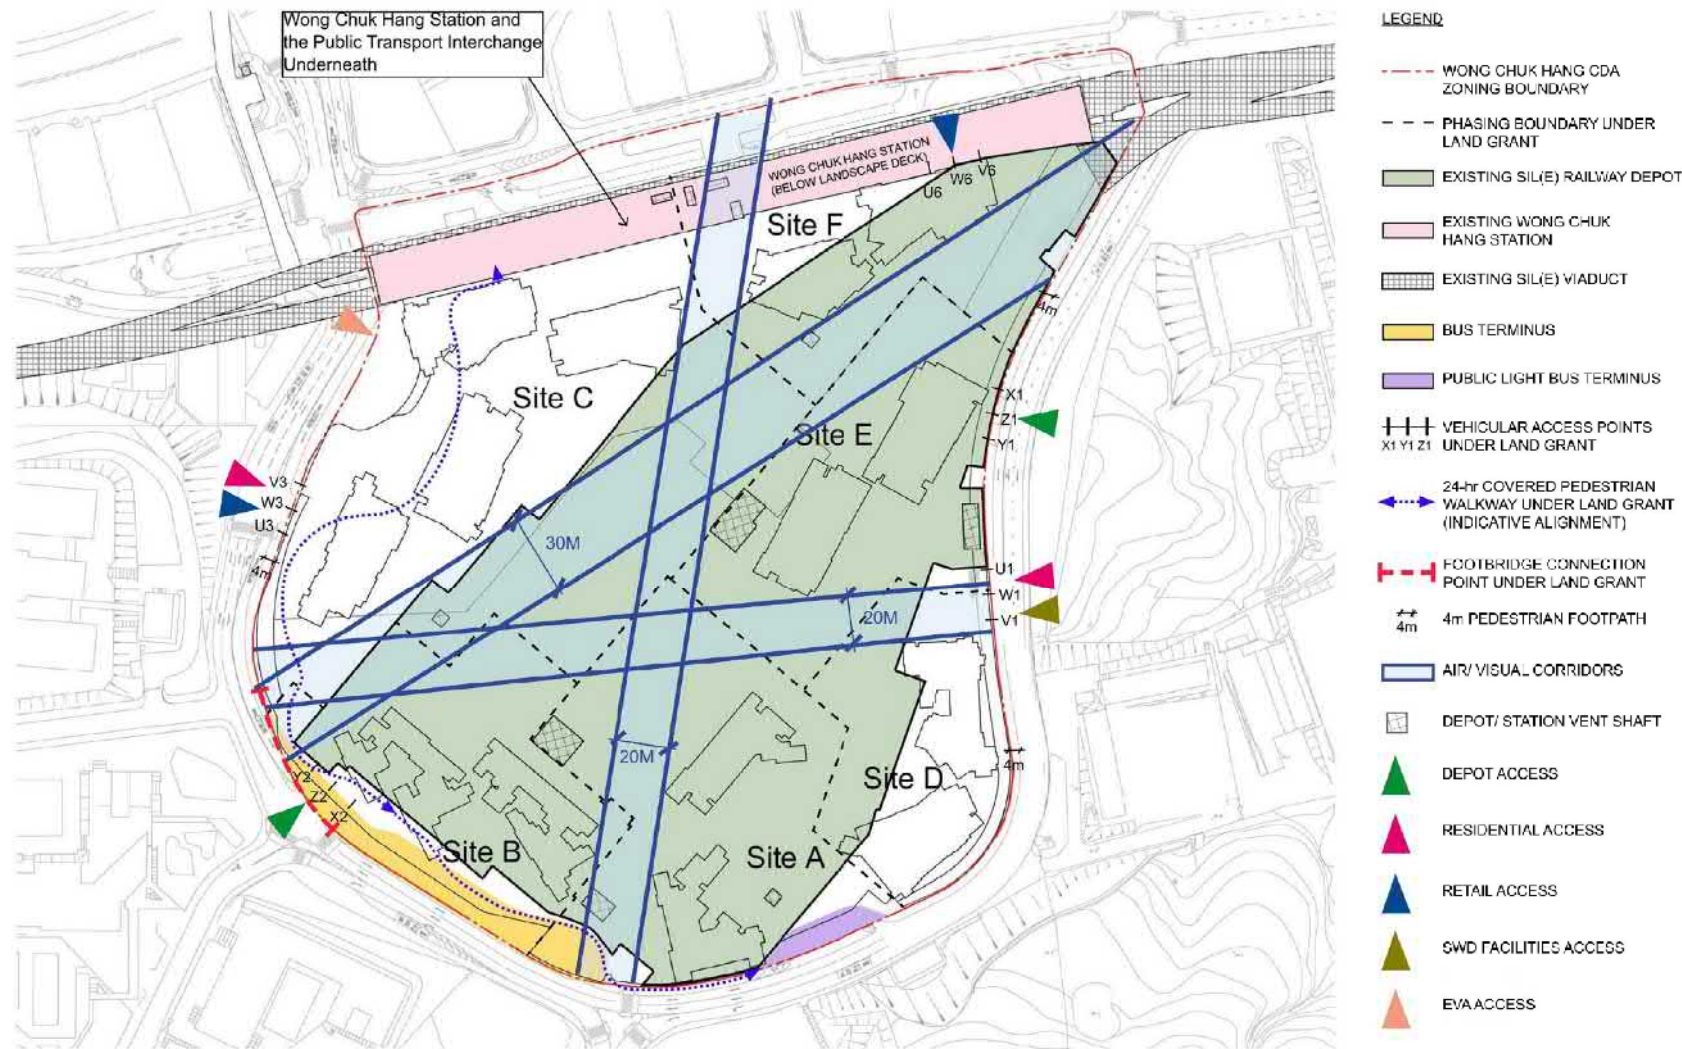 Wong Chuk Hang Station and
the Public Transport Interchange
Underneath
WONG CHUK HANG STATION
(BELOW LANDSCAPE DECK)
V6
W6
U6
Site F
4m
Site C
X1
Z1
Y1
Site E
V3
W3
U3
4m
30M
U1
W1
V1
20M
20M
4m
Site D
Y2
Z2
X2
Site B
Site A
LEGEND
WONG CHUK HANG CDA
ZONING BOUNDARY
PHASING BOUNDARY UNDER
LAND GRANT
EXISTING SIL(E) RAILWAY DEPOT
EXISTING WONG CHUK
HANG STATION
EXISTING SIL(E) VIADUCT
BUS TERMINUS
PUBLIC LIGHT BUS TERMINUS
VEHICULAR ACCESS POINTS
X1 Y1 Z1 UNDER LAND GRANT
24-hr COVERED PEDESTRIAN
WALKWAY UNDER LAND GRANT
(INDICATIVE ALIGNMENT)
FOOTBRIDGE CONNECTION
POINT UNDER LAND GRANT
4m 4m PEDESTRIAN FOOTPATH
AIR/ VISUAL CORRIDORS
DEPOT/ STATION VENT SHAFT
DEPOT ACCESS
RESIDENTIAL ACCESS
RETAIL ACCESS
SWD FACILITIES ACCESS
EVA ACCESS